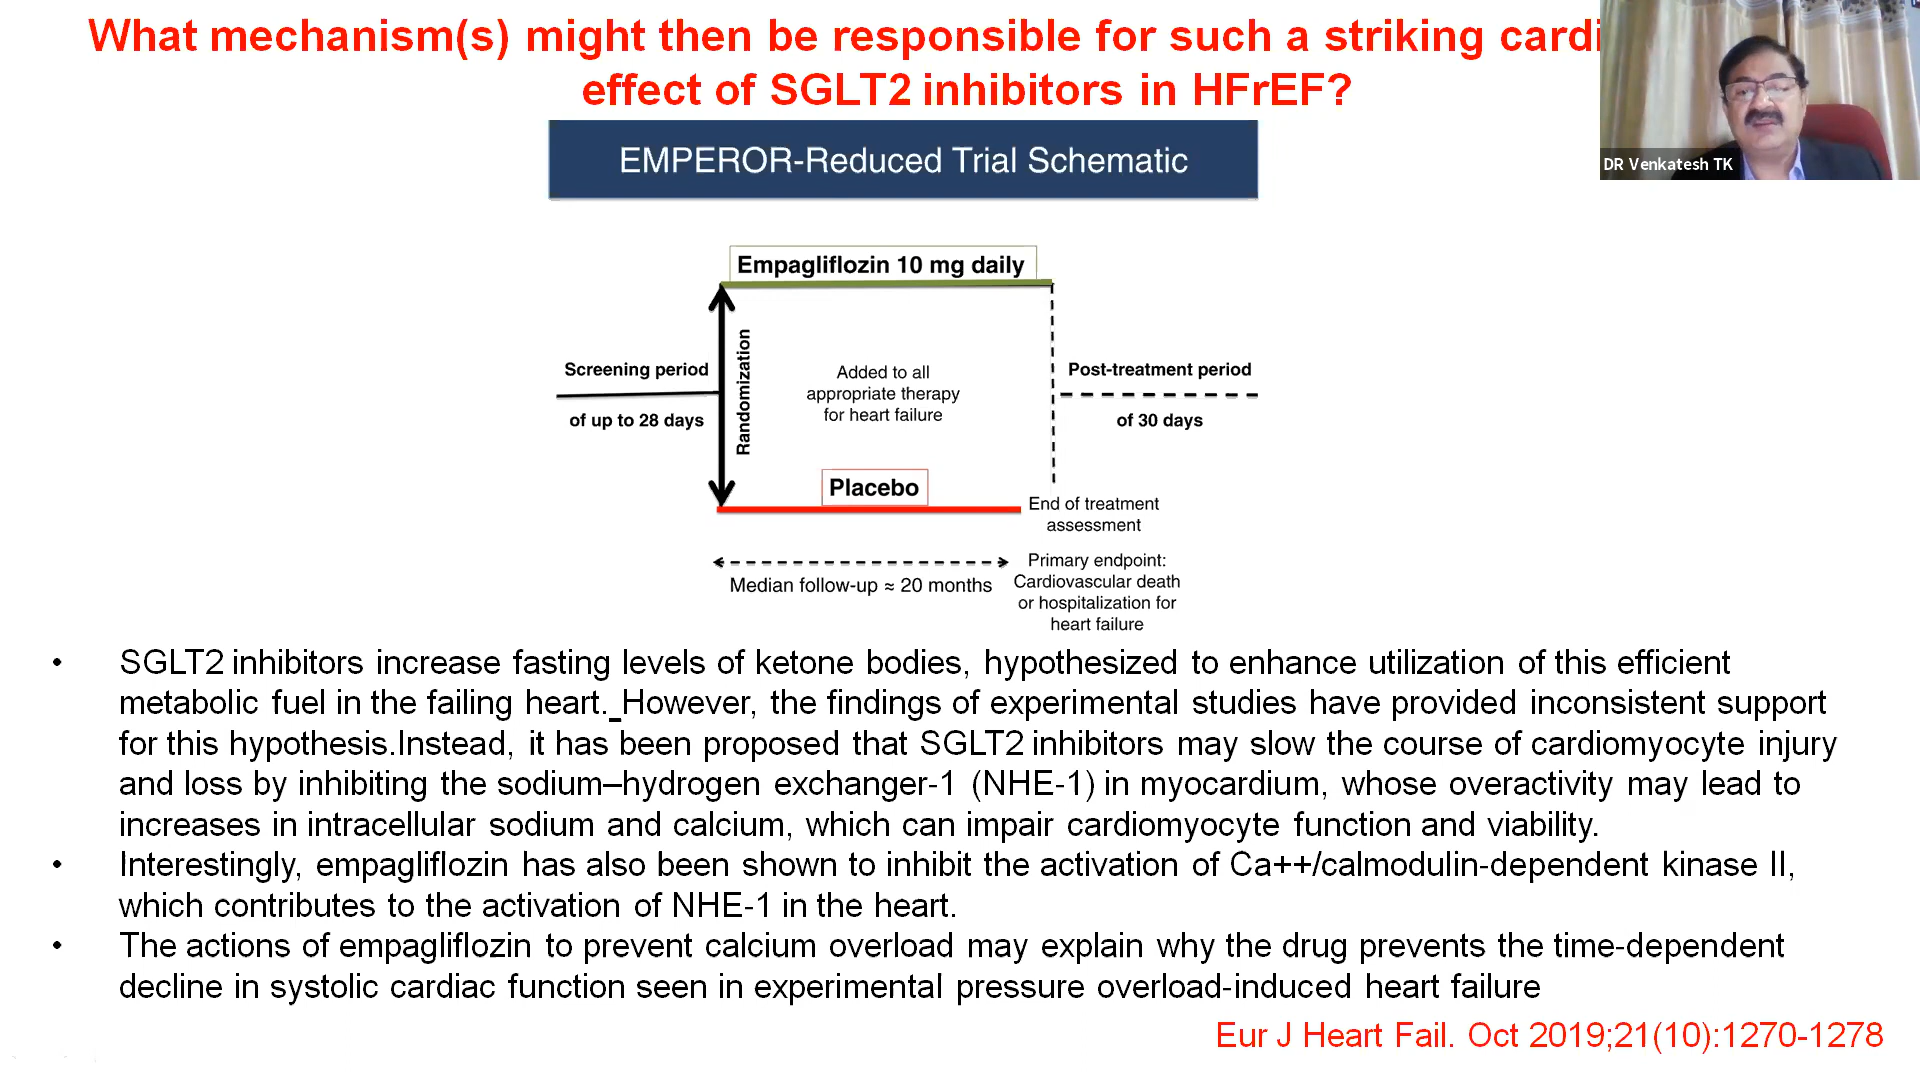 What mechanism(s) might then be responsible for such a striking cardi
effect of SGLT2 inhibitors in HFrEF?
DR Venkatesh TK
EMPEROR-Reduced Trial Schematic
Empagliflozin 10 mg daily
Screening period
of up to 28 days
Randomization
Added to all
appropriate therapy
for heart failure
Post-treatment period
of 30 days
Placebo
End of treatment
assessment
Median follow-up ≈ 20 months
Primary endpoint:
Cardiovascular death
or hospitalization for
heart failure
• SGLT2 inhibitors increase fasting levels of ketone bodies, hypothesized to enhance utilization of this efficient
metabolic fuel in the failing heart. However, the findings of experimental studies have provided inconsistent support
for this hypothesis.Instead, it has been proposed that SGLT2 inhibitors may slow the course of cardiomyocyte injury
and loss by inhibiting the sodium–hydrogen exchanger-1 (NHE-1) in myocardium, whose overactivity may lead to
increases in intracellular sodium and calcium, which can impair cardiomyocyte function and viability.
• Interestingly, empagliflozin has also been shown to inhibit the activation of Ca++/calmodulin-dependent kinase II,
which contributes to the activation of NHE-1 in the heart.
• The actions of empagliflozin to prevent calcium overload may explain why the drug prevents the time-dependent
decline in systolic cardiac function seen in experimental pressure overload-induced heart failure
Eur J Heart Fail. Oct 2019;21(10):1270-1278